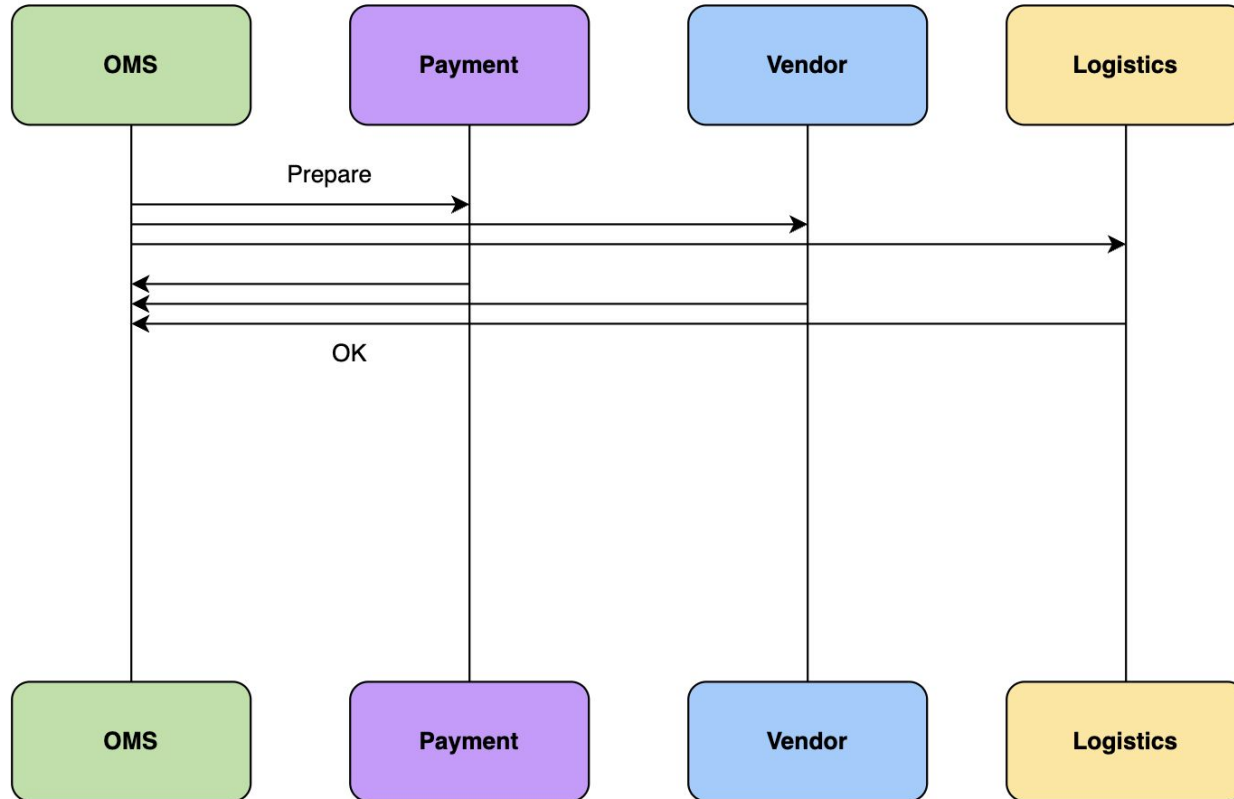 OMS
Payment
Vendor
Logistics
Prepare
OK
OMS
Payment
Vendor
Logistics